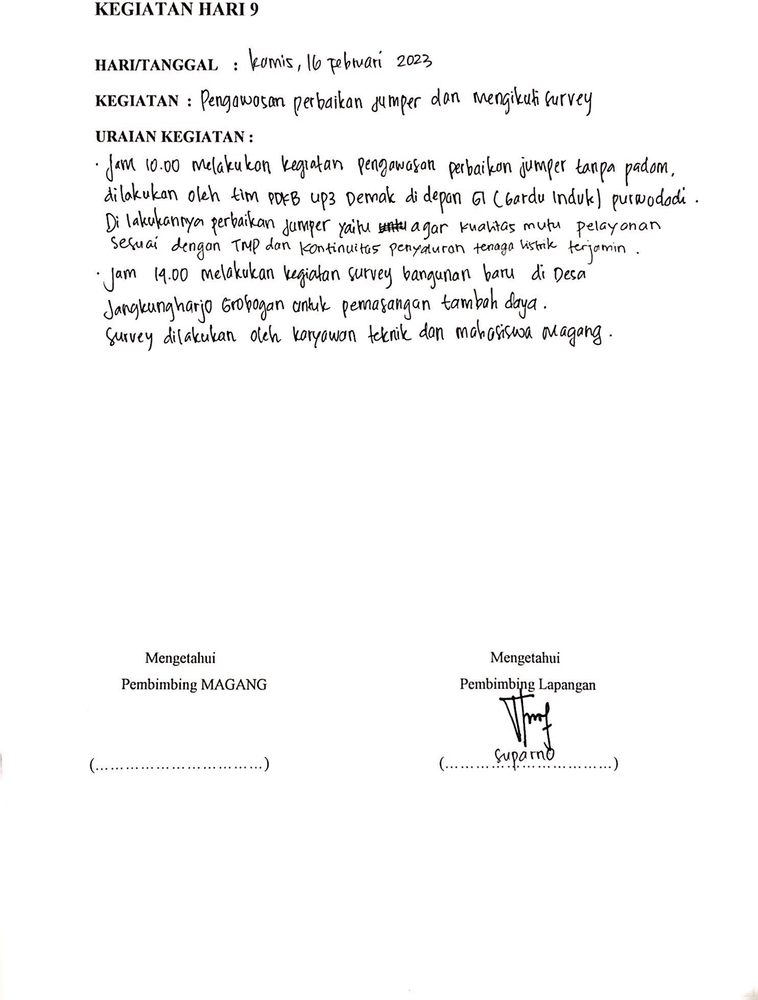 KEGIATAN HARI 9
HARI/TANGGAL : Kamis, 16 Februari 2023
KEGIATAN : Pengawasan perbaikan jumper dan mengikuti survey
URAIAN KEGIATAN :
· Jam 10.00 melakukan kegiatan pengawasan perbaikan jumper tanpa padam,
dilakukan oleh tim PDKB UP3 Demak di depan GI (Gardu Induk) purwodadi .
Di lakukannya perbaikan jumper yaitu untu agar kualitas mutu pelayanan
sesuai dengan TMP dan kontinuitas penyaluran tenaga listrik terjamin .
· Jam 14.00 melakukan kegiatan survey bangunan baru di Desa
Jangkungharjo Grobogan untuk pemasangan tambah daya .
Survey dilakukan oleh karyawan teknik dan mahasiswa Magang .
Mengetahui Mengetahui
Pembimbing MAGANG Pembimbing Lapangan
Suparno
(.................................) (.................................)